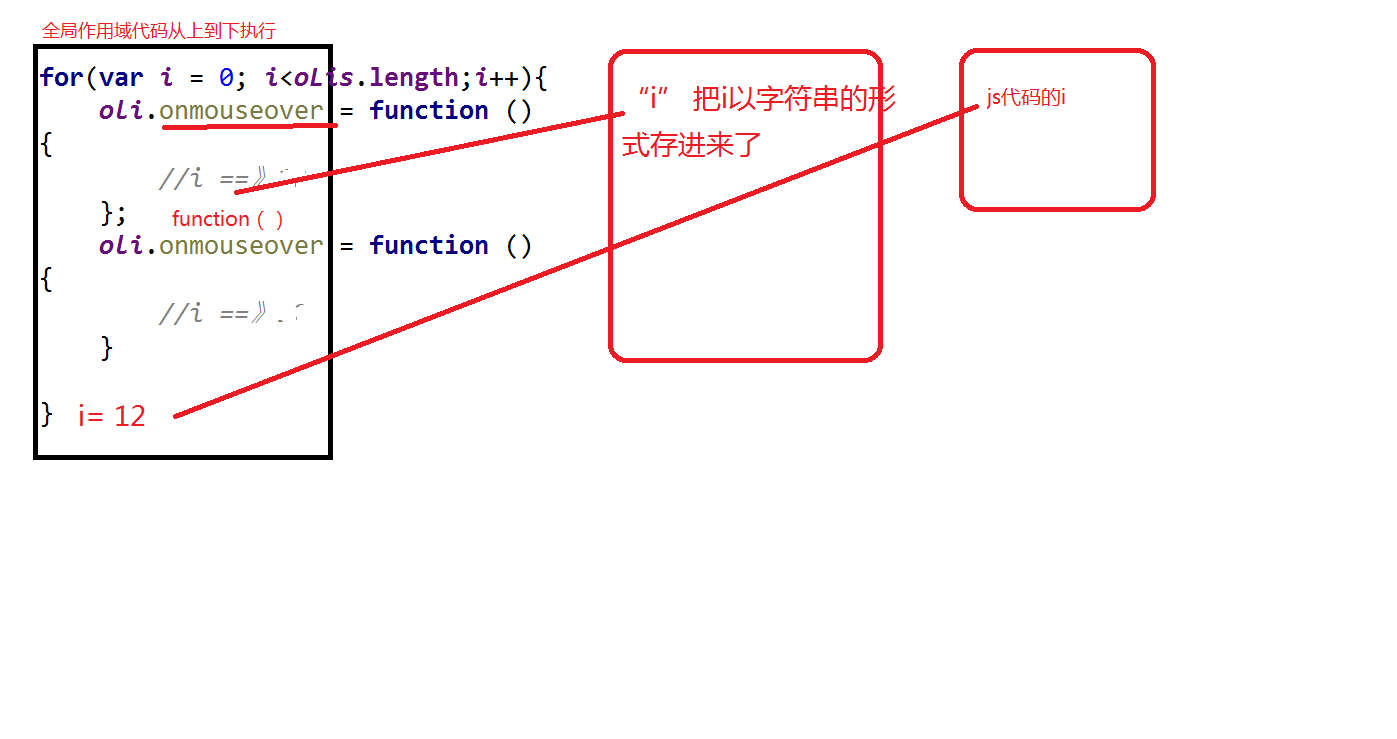 全局作用域代码从上到下执行
for(var i = 0; i<oLis.length;i++){
oli.onmouseover = function ()
{
//i ==》
};
function（）
oli.onmouseover = function ()
{
//i ==》
}
} i= 12
“i” 把i以字符串的形
式存进来了
js代码的i